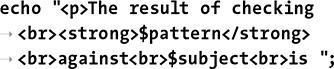 echo "<p>The result of checking
→ <br><strong>$pattern</strong>
→ <br>against<br>$subject<br>is ";